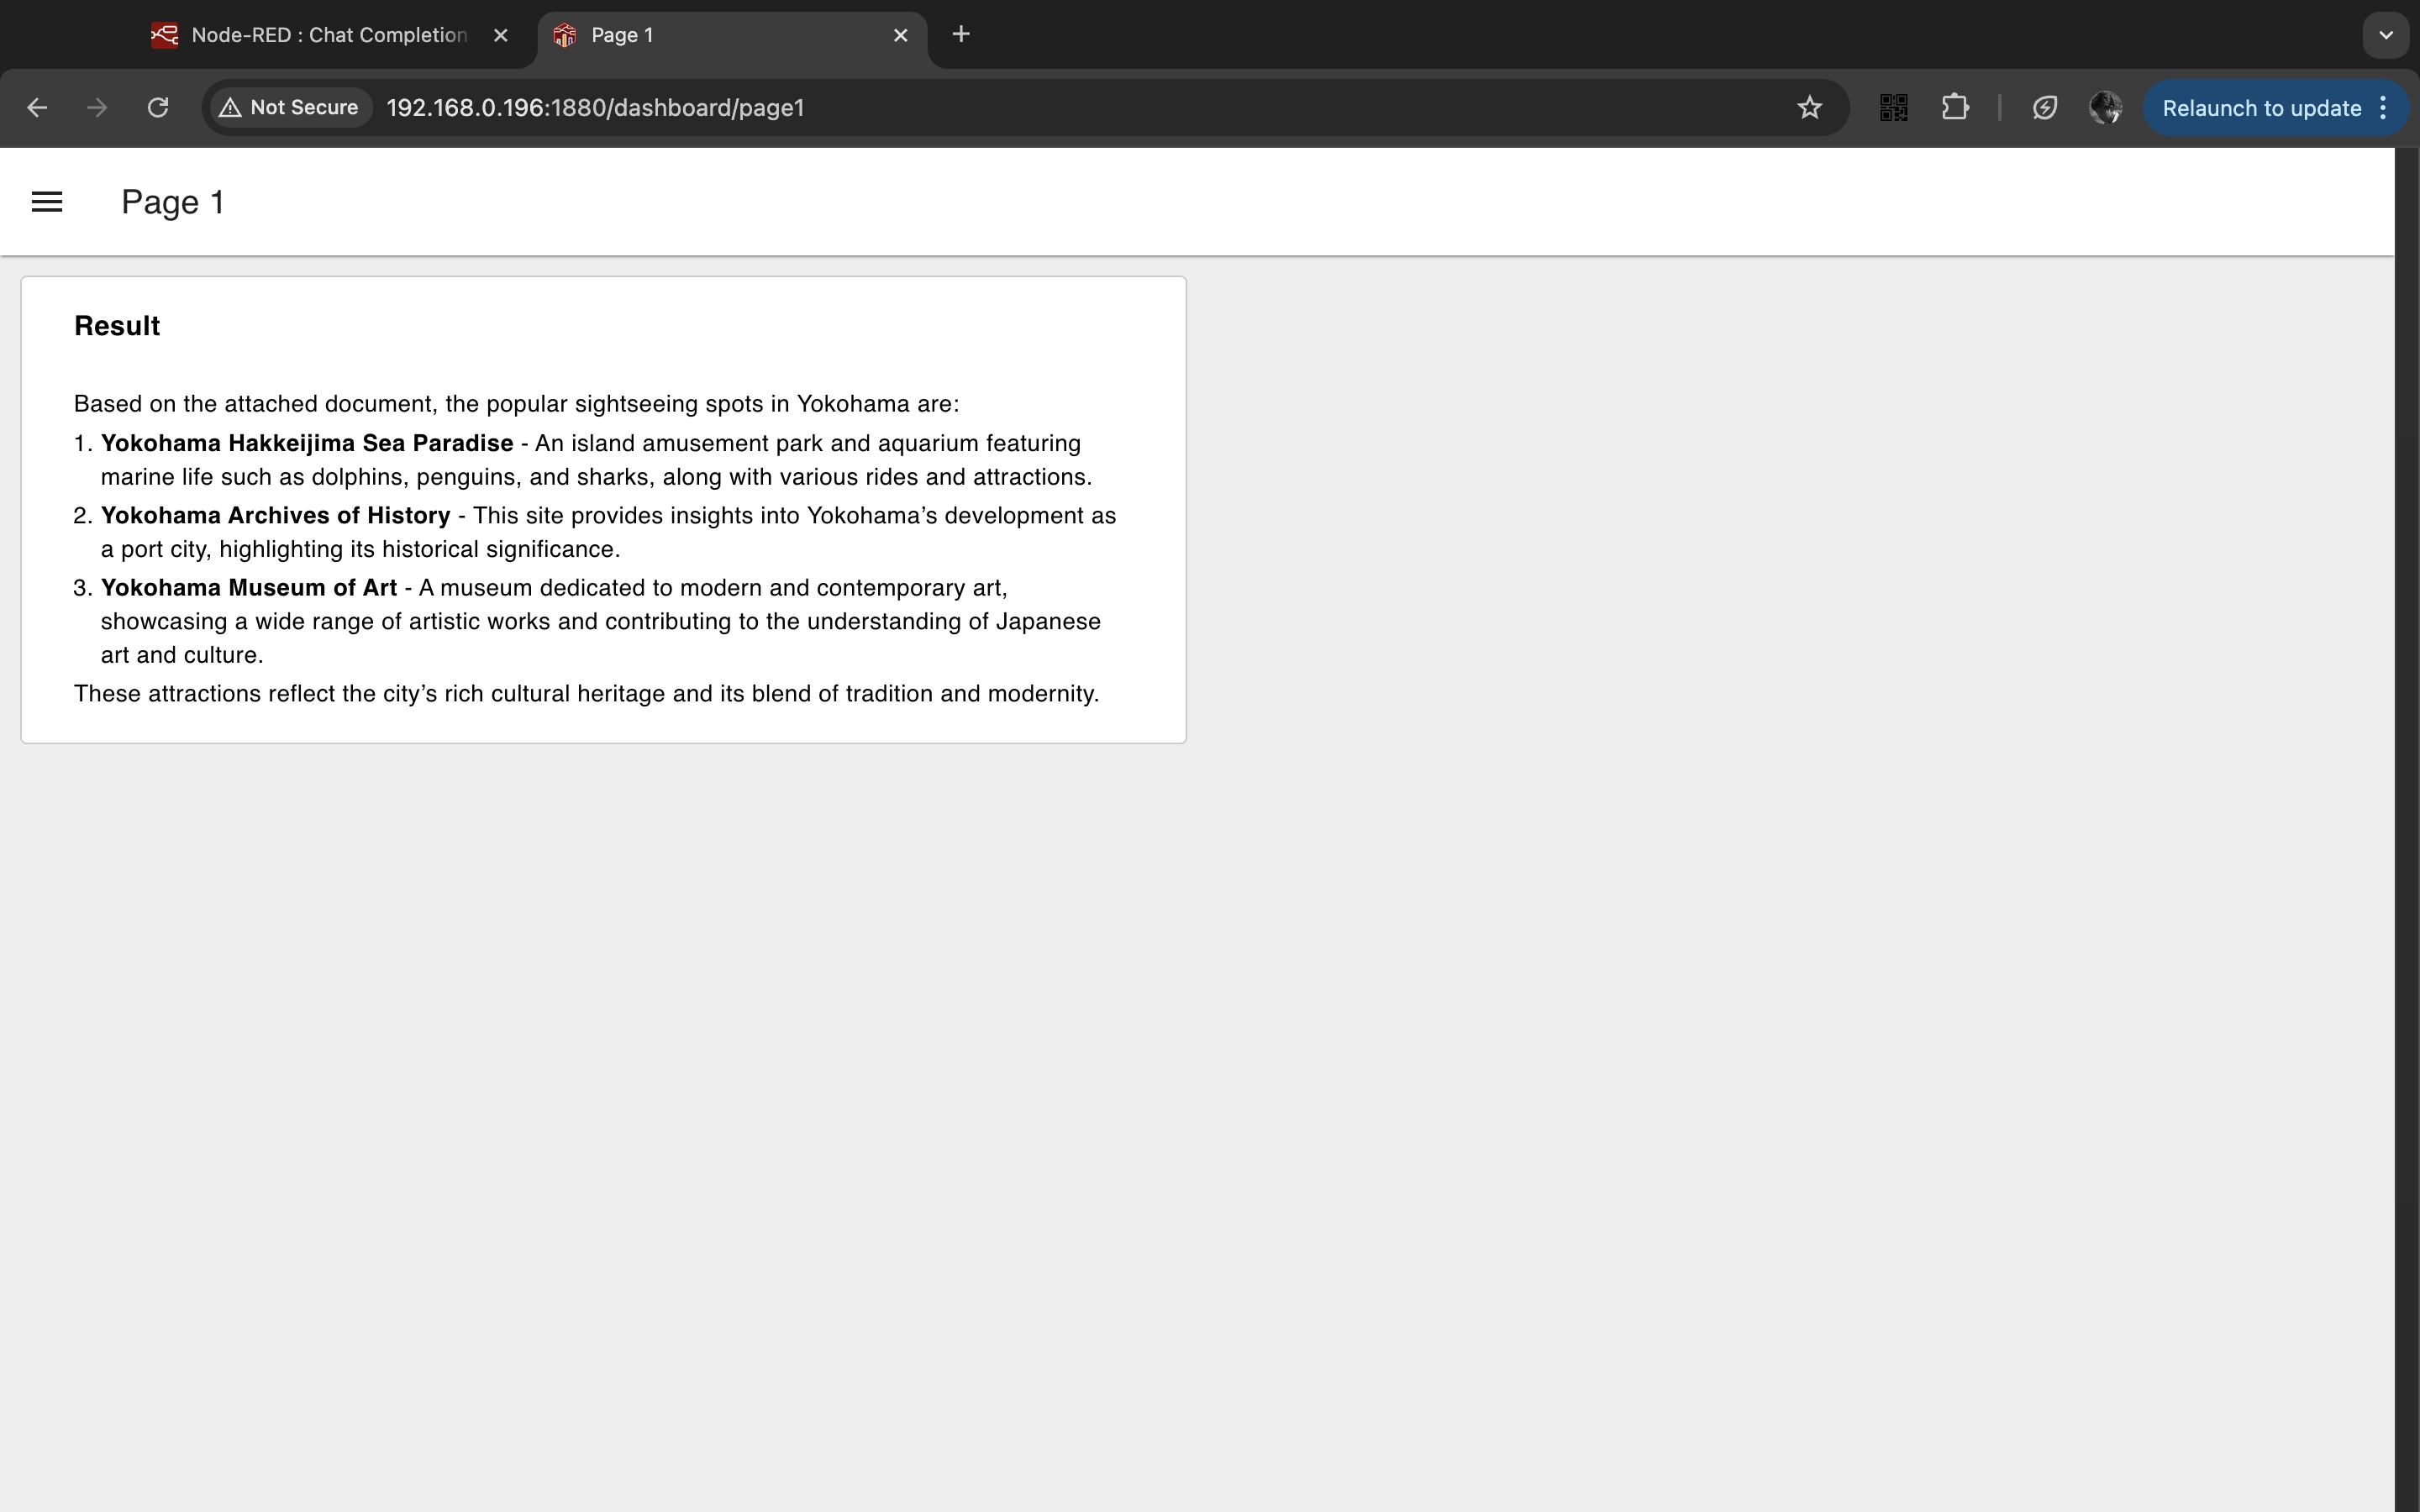 Node-RED : Chat Completion
Page 1
Not Secure
192.168.0.196:1880/dashboard/page1
Relaunch to update
Page 1
Result
Based on the attached document, the popular sightseeing spots in Yokohama are:
1. Yokohama Hakkeijima Sea Paradise - An island amusement park and aquarium featuring
marine life such as dolphins, penguins, and sharks, along with various rides and attractions.
2. Yokohama Archives of History - This site provides insights into Yokohama’s development as
a port city, highlighting its historical significance.
3. Yokohama Museum of Art - A museum dedicated to modern and contemporary art,
showcasing a wide range of artistic works and contributing to the understanding of Japanese
art and culture.
These attractions reflect the city’s rich cultural heritage and its blend of tradition and modernity.